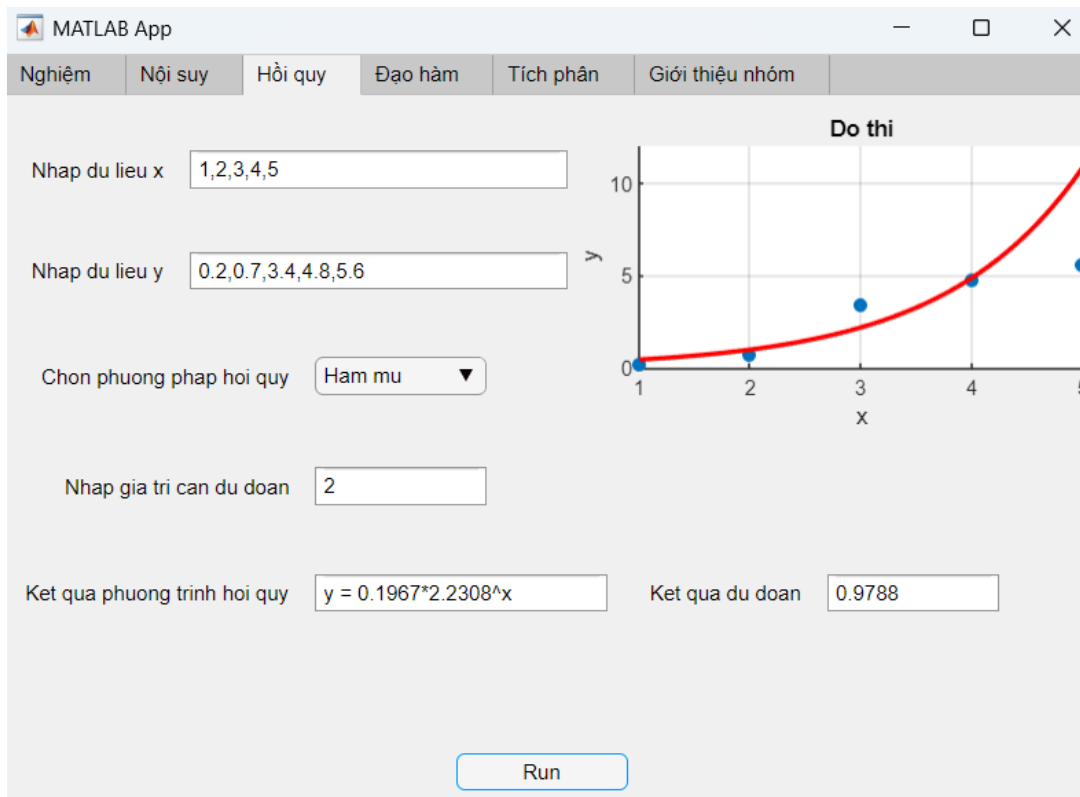 MATLAB App
Nghiệm Nội suy Hồi quy Đạo hàm Tích phân Giới thiệu nhóm
Nhap du lieu x 1,2,3,4,5
Nhap du lieu y 0.2,0.7,3.4,4.8,5.6
Chon phuong phap hoi quy Ham mu
Nhap gia tri can du doan 2
Ket qua phuong trinh hoi quy y = 0.1967*2.2308^x Ket qua du doan 0.9788
Run
Do thi
10
5
0
y
1 2 3 4
x